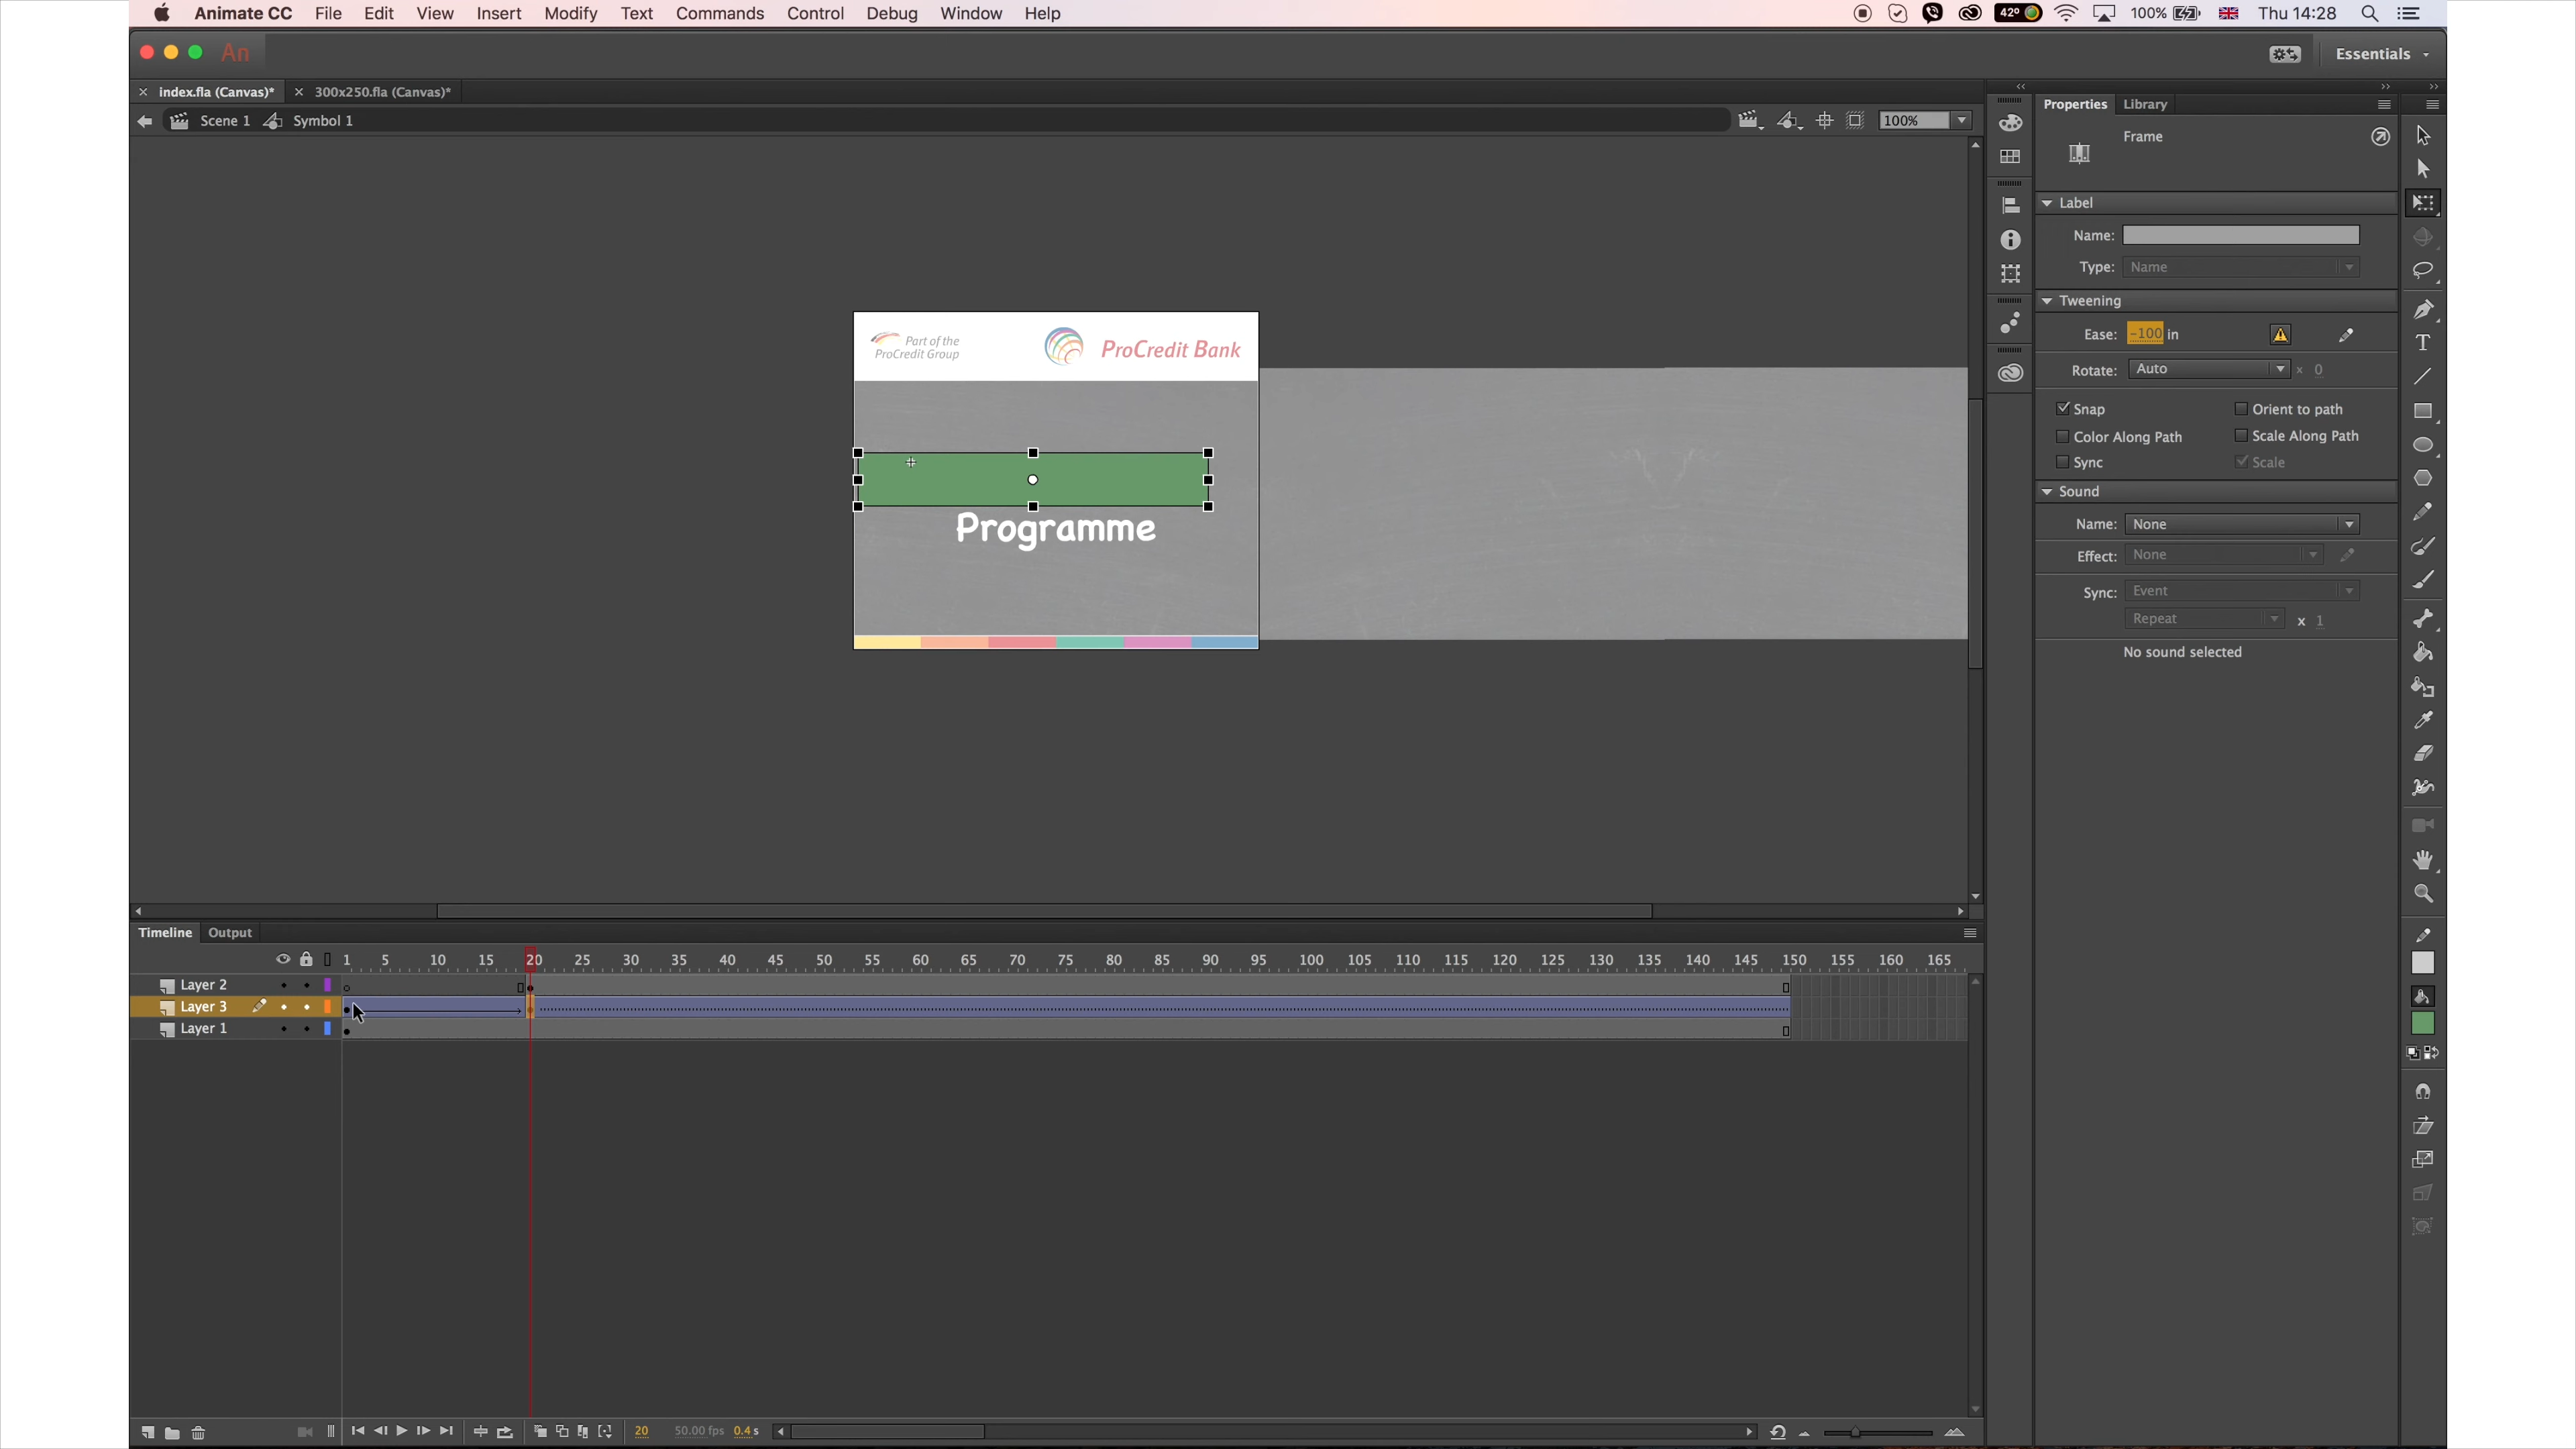 Animate CC File Edit View Insert Modify Text Commands Control Debug Window Help 42° 100% Thu 14:28
An Essentials
index.fla (Canvas)* 300x250.fla (Canvas)*
Scene 1 Symbol 1 100%
Properties Library
Frame
Label
Name:
Type: Name
Tweening
Ease: -100 in
Rotate: Auto x 0
Snap Orient to path
Color Along Path Scale Along Path
Sync Scale
Sound
Name: None
Effect: None
Sync: Event
Repeat x 1
No sound selected
Part of the
ProCredit Group
ProCredit Bank
Programme
Timeline Output
1 5 10 15 20 25 30 35 40 45 50 55 60 65 70 75 80 85 90 95 100 105 110 115 120 125 130 135 140 145 150 155 160 165
Layer 2
Layer 3
Layer 1
20 50.00 fps 0.4 s